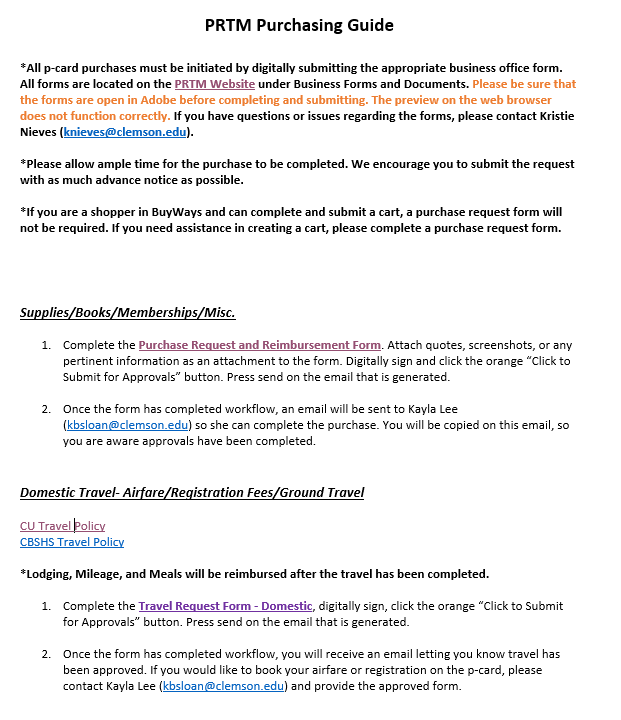 PRTM Purchasing Guide
*All p-card purchases must be initiated by digitally submitting the appropriate business office form.
All forms are located on the PRTM Website under Business Forms and Documents. Please be sure that
the forms are open in Adobe before completing and submitting. The preview on the web browser
does not function correctly. If you have questions or issues regarding the forms, please contact Kristie
Nieves (knieves@clemson.edu).
*Please allow ample time for the purchase to be completed. We encourage you to submit the request
with as much advance notice as possible.
*If you are a shopper in BuyWays and can complete and submit a cart, a purchase request form will
not be required. If you need assistance in creating a cart, please complete a purchase request form.
Supplies/Books/Memberships/Misc.
1. Complete the Purchase Request and Reimbursement Form. Attach quotes, screenshots, or any
pertinent information as an attachment to the form. Digitally sign and click the orange “Click to
Submit for Approvals” button. Press send on the email that is generated.
2. Once the form has completed workflow, an email will be sent to Kayla Lee
(kbsloan@clemson.edu) so she can complete the purchase. You will be copied on this email, so
you are aware approvals have been completed.
Domestic Travel- Airfare/Registration Fees/Ground Travel
CU Travel Policy
CBSHS Travel Policy
*Lodging, Mileage, and Meals will be reimbursed after the travel has been completed.
1. Complete the Travel Request Form - Domestic, digitally sign, click the orange “Click to Submit
for Approvals” button. Press send on the email that is generated.
2. Once the form has completed workflow, you will receive an email letting you know travel has
been approved. If you would like to book your airfare or registration on the p-card, please
contact Kayla Lee (kbsloan@clemson.edu) and provide the approved form.